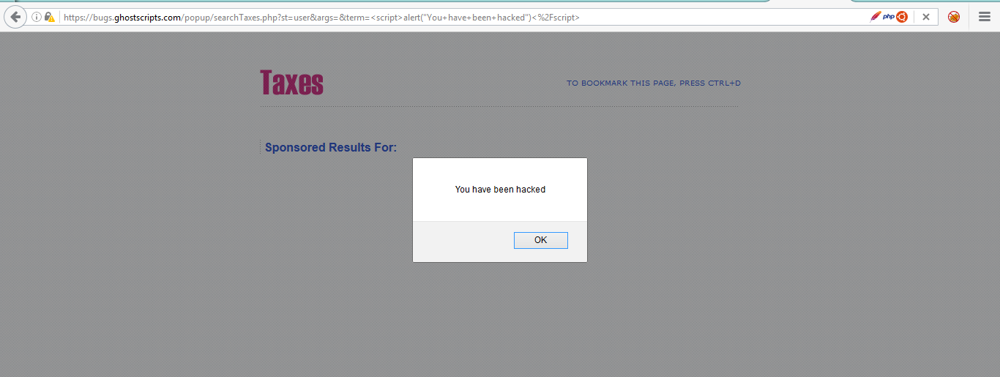 https://bugs.ghostscripts.com/popup/searchTaxes.php?st=user&args=&term=<script>alert("You+have+been+hacked")<%2Fscript>
php
Taxes
TO BOOKMARK THIS PAGE, PRESS CTRL+D
Sponsored Results For:
You have been hacked
OK